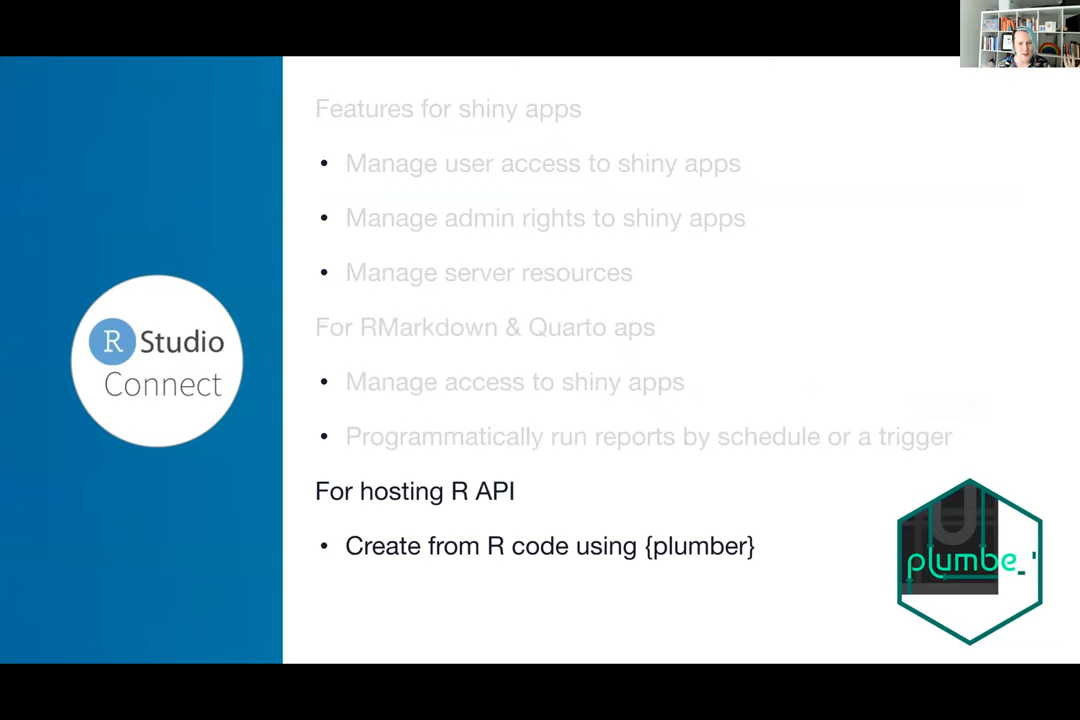 Features for shiny apps
• Manage user access to shiny apps
• Manage admin rights to shiny apps
• Manage server resources
For RMarkdown & Quarto aps
• Manage access to shiny apps
• Programmatically run reports by schedule or a trigger
For hosting R API
• Create from R code using {plumber}
R Studio
Connect
plumbe